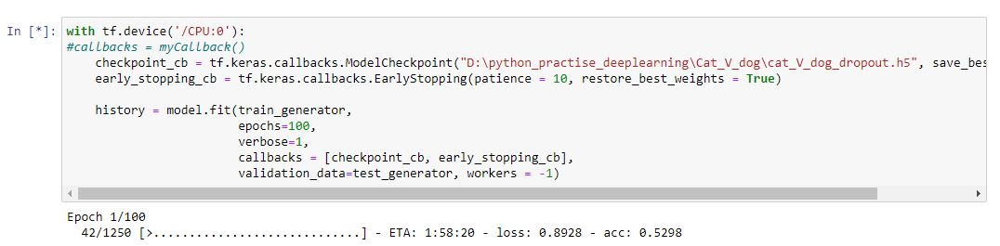 In [*]: with tf.device('/CPU:0'):
#callbacks = myCallback()
    checkpoint_cb = tf.keras.callbacks.ModelCheckpoint("D:\python_practise_deeplearning\Cat_V_dog\cat_V_dog_dropout.h5", save_bes
    early_stopping_cb = tf.keras.callbacks.EarlyStopping(patience = 10, restore_best_weights = True)
    history = model.fit(train_generator,
                        epochs=100,
                        verbose=1,
                        callbacks = [checkpoint_cb, early_stopping_cb],
                        validation_data=test_generator, workers = -1)
Epoch 1/100
  42/1250 [>.............................] - ETA: 1:58:20 - loss: 0.8928 - acc: 0.5298